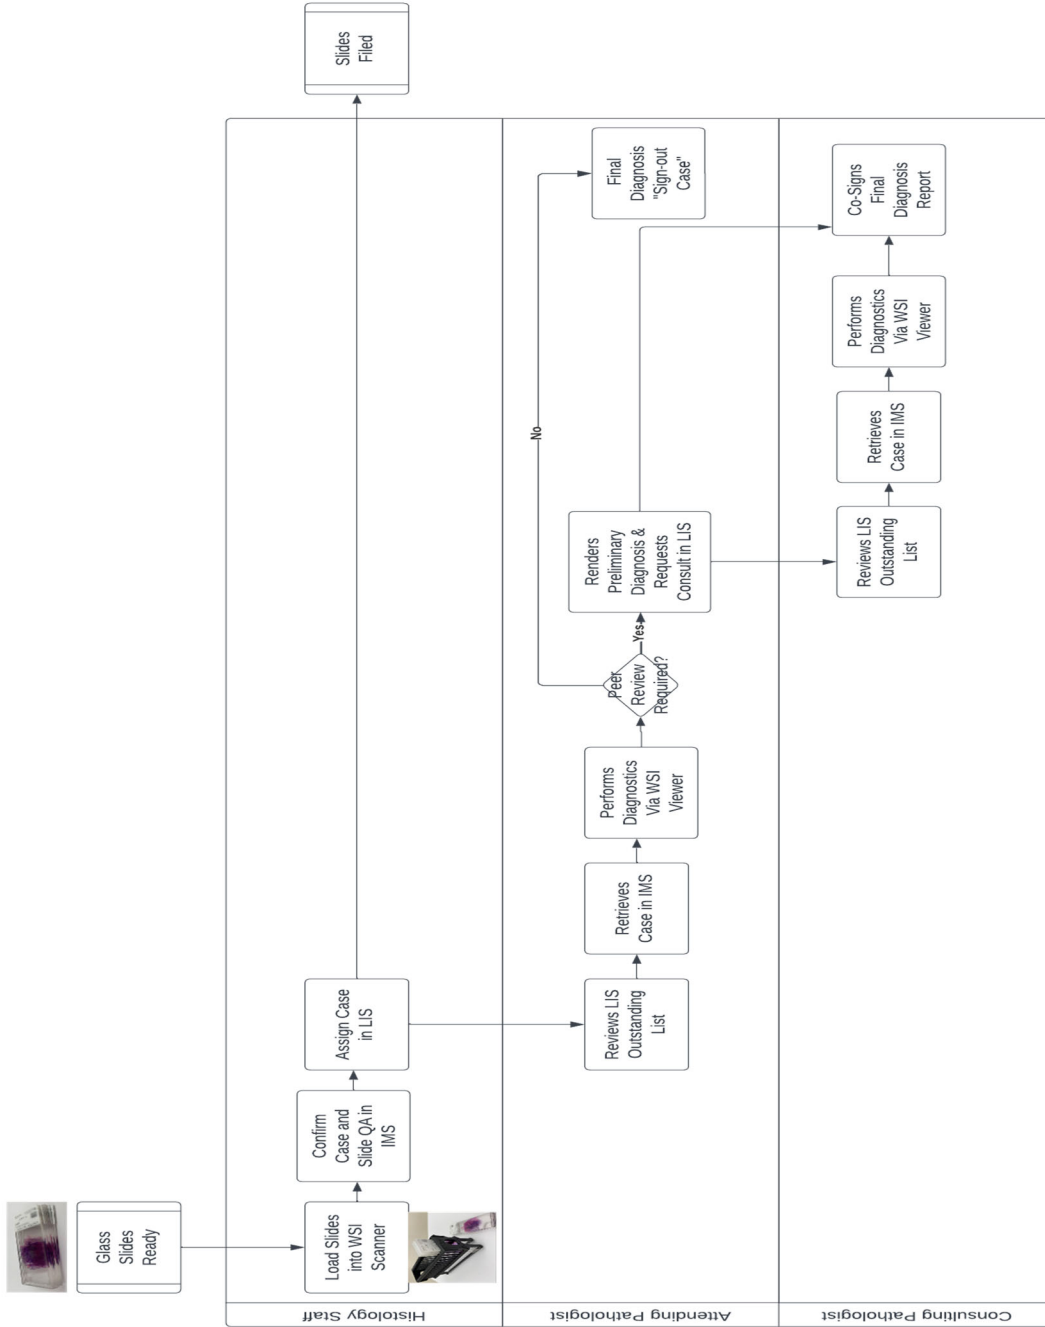 Glass
Slides
Ready
Histology Staff
Load Slides
into WSI
Scanner
Confirm
Case and
Slide QA in
IMS
Assign Case
in LIS
Slides
Filed
Attending Pathologist
Reviews LIS
Outstanding
List
Retrieves
Case in IMS
Performs
Diagnostics
Via WSI
Viewer
Peer
Review
Required?
Yes
No
Renders
Preliminary
Diagnosis &
Requests
Consult in LIS
Final
Diagnosis
"Sign-out
Case"
Consulting Pathologist
Reviews LIS
Outstanding
List
Retrieves
Case in IMS
Performs
Diagnostics
Via WSI
Viewer
Co-Signs
Final
Diagnosis
Report